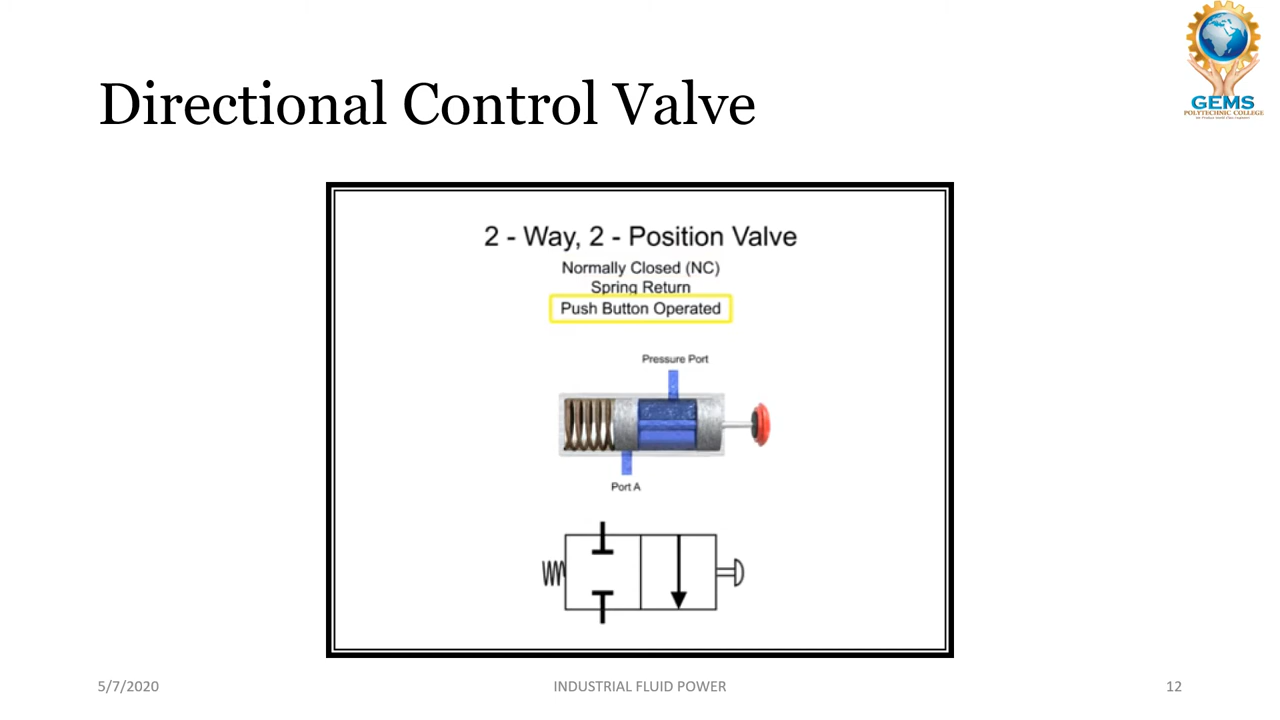 GEMS
POLYTECHNIC COLLEGE
Directional Control Valve
2 - Way, 2 - Position Valve
Normally Closed (NC)
Spring Return
Push Button Operated
Pressure Port
Port A
5/7/2020
INDUSTRIAL FLUID POWER
12